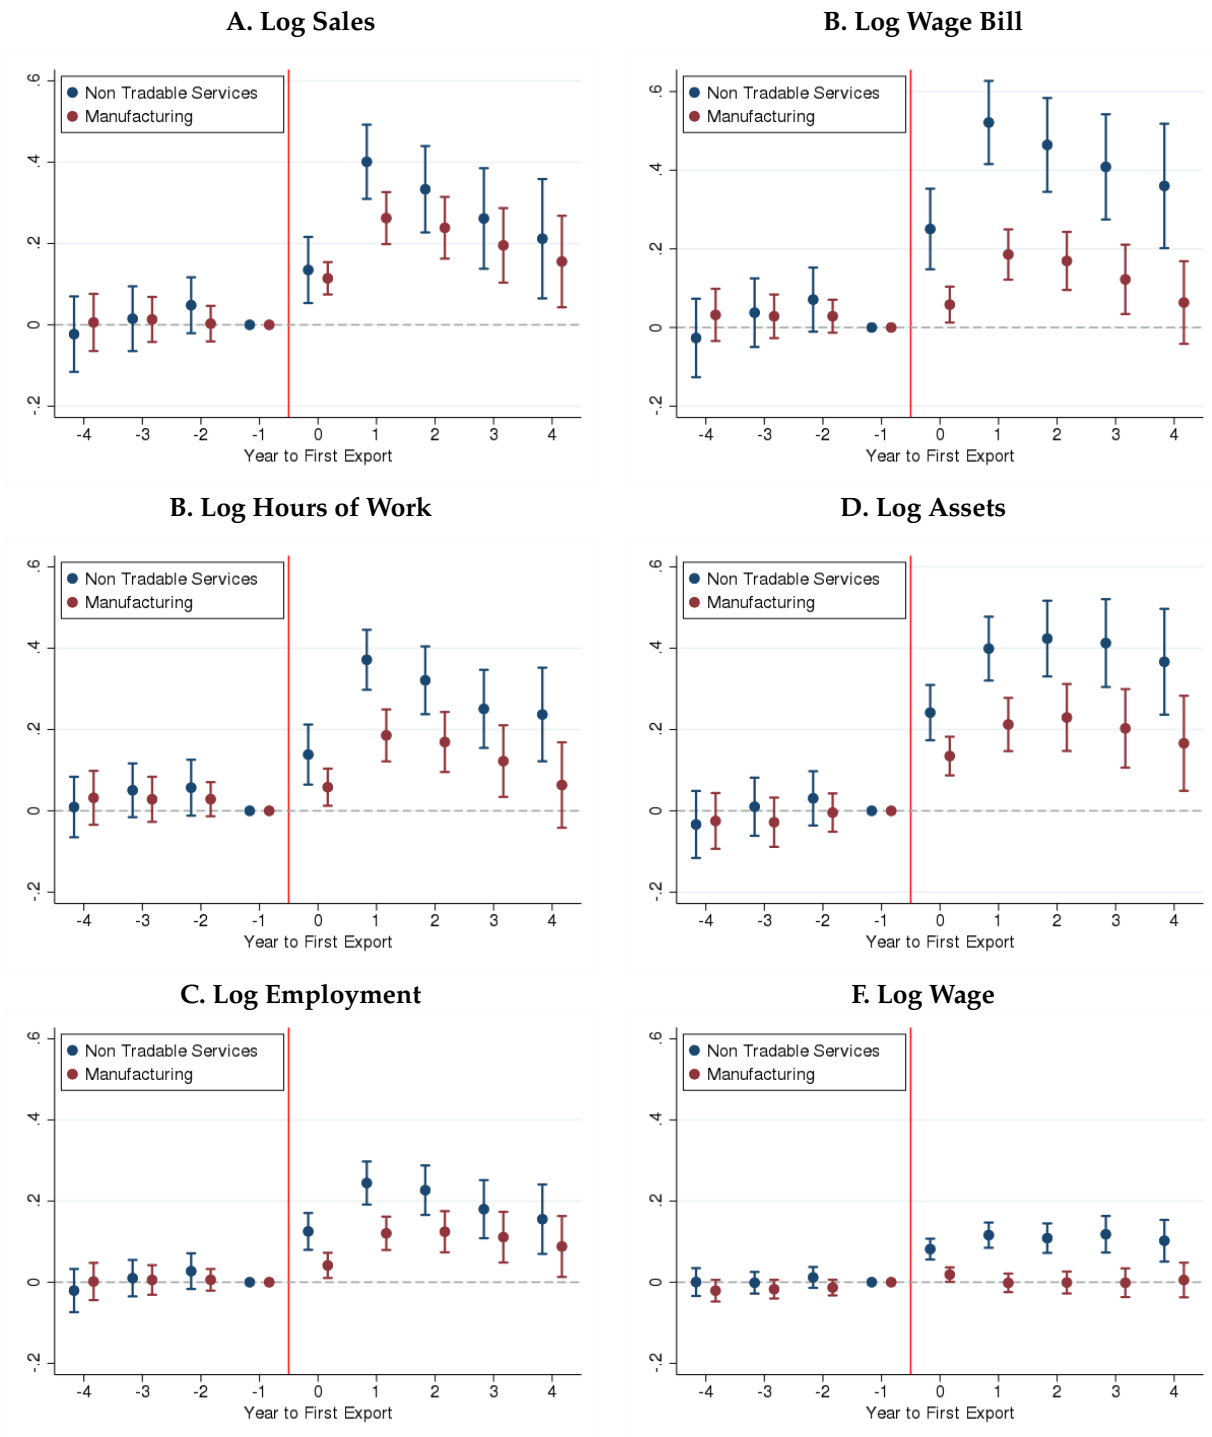 A. Log Sales
.6
.4
.2
0
-.2
Non Tradable Services
Manufacturing
-4 -3 -2 -1 0 1 2 3 4
Year to First Export
B. Log Wage Bill
.6
.4
.2
0
-.2
Non Tradable Services
Manufacturing
-4 -3 -2 -1 0 1 2 3 4
Year to First Export
B. Log Hours of Work
.6
.4
.2
0
-.2
Non Tradable Services
Manufacturing
-4 -3 -2 -1 0 1 2 3 4
Year to First Export
D. Log Assets
.6
.4
.2
0
-.2
Non Tradable Services
Manufacturing
-4 -3 -2 -1 0 1 2 3 4
Year to First Export
C. Log Employment
.6
.4
.2
0
-.2
Non Tradable Services
Manufacturing
-4 -3 -2 -1 0 1 2 3 4
Year to First Export
F. Log Wage
.6
.4
.2
0
-.2
Non Tradable Services
Manufacturing
-4 -3 -2 -1 0 1 2 3 4
Year to First Export